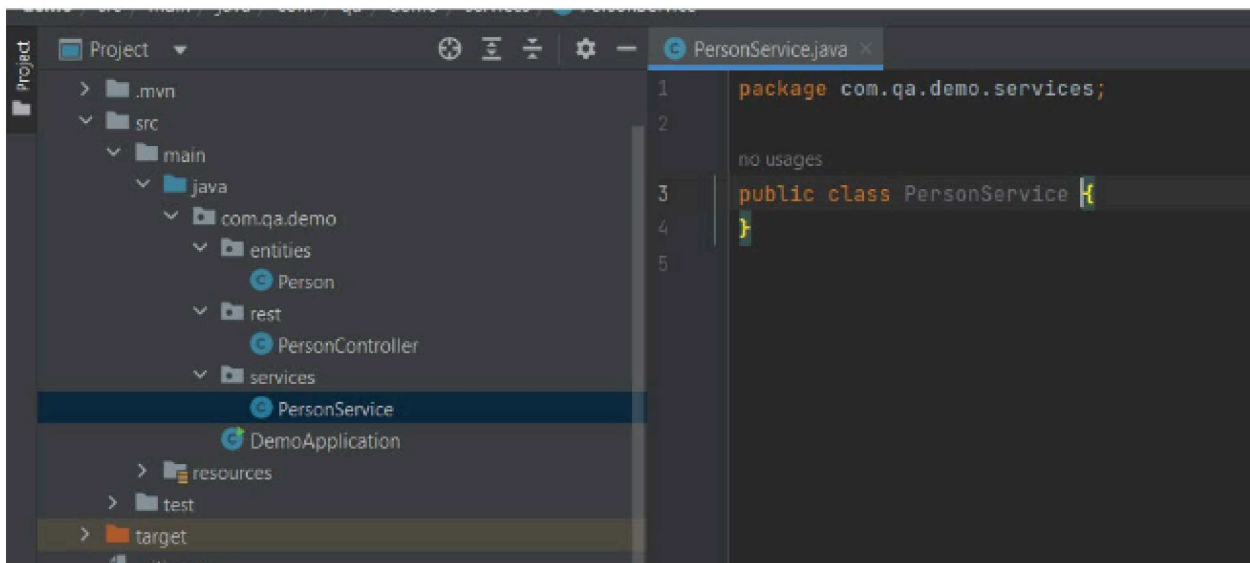 Project
Project
PersonService.java
.mvn
src
main
java
com.qa.demo
entities
Person
rest
PersonController
services
PersonService
DemoApplication
resources
test
target
1 package com.qa.demo.services;
2
no usages
3 public class PersonService {
4 }
5